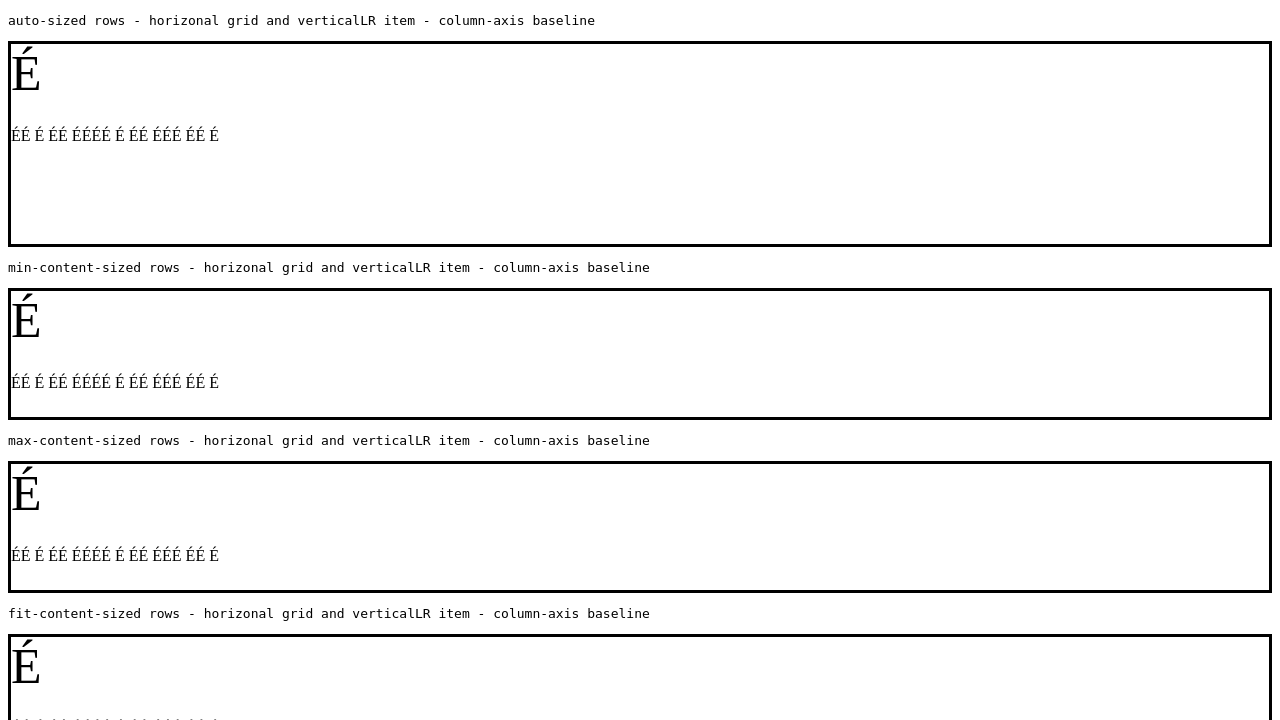 auto-sized rows - horizonal grid and verticalLR item - column-axis baseline
É
ÉÉ É ÉÉ ÉÉÉÉ É ÉÉ ÉÉÉ ÉÉ É
min-content-sized rows - horizonal grid and verticalLR item - column-axis baseline
É
ÉÉ É ÉÉ ÉÉÉÉ É ÉÉ ÉÉÉ ÉÉ É
max-content-sized rows - horizonal grid and verticalLR item - column-axis baseline
É
ÉÉ É ÉÉ ÉÉÉÉ É ÉÉ ÉÉÉ ÉÉ É
fit-content-sized rows - horizonal grid and verticalLR item - column-axis baseline
É